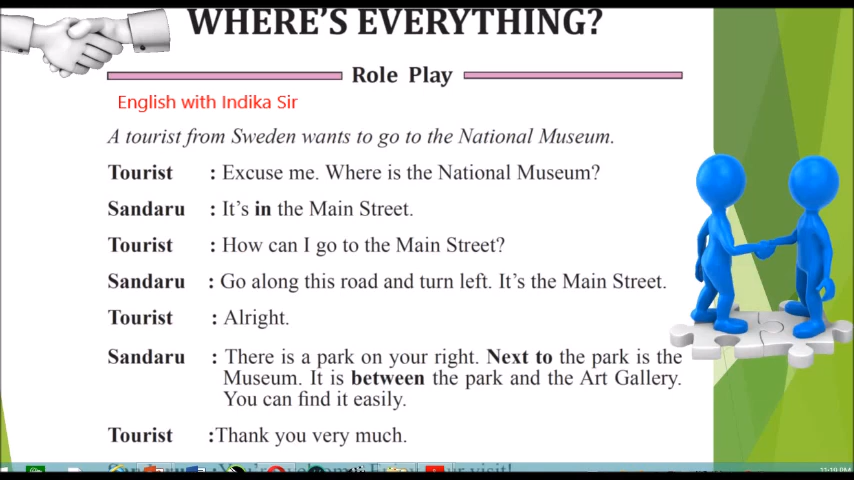 WHERE'S EVERYTHING?
Role Play
English with Indika Sir
A tourist from Sweden wants to go to the National Museum.
Tourist : Excuse me. Where is the National Museum?
Sandaru : It's in the Main Street.
Tourist : How can I go to the Main Street?
Sandaru : Go along this road and turn left. It's the Main Street.
Tourist : Alright.
Sandaru : There is a park on your right. Next to the park is the
Museum. It is between the park and the Art Gallery.
You can find it easily.
Tourist :Thank you very much.